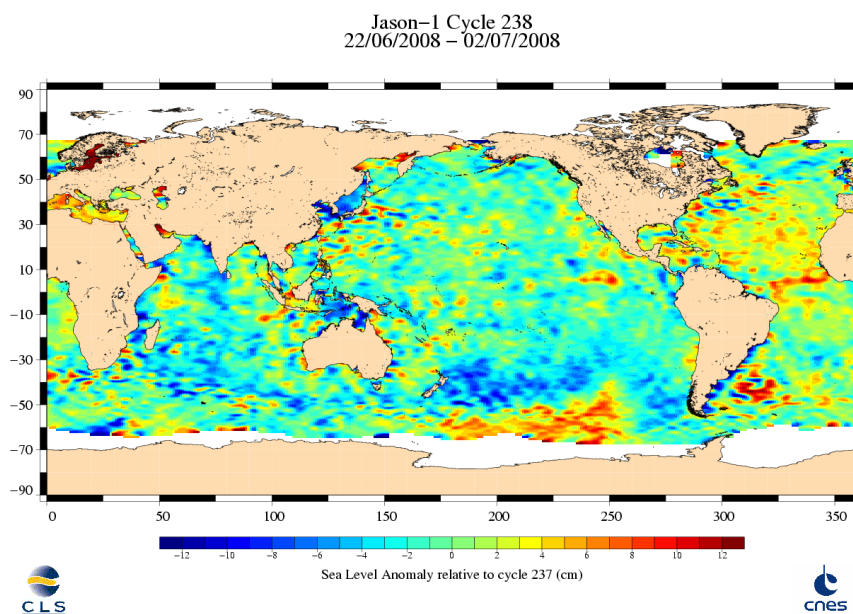 Jason−1 Cycle 238
22/06/2008 − 02/07/2008
90
70
50
30
10
−10
−30
−50
−70
−90
0 50 100 150 200 250 300 350
−12 −10 −8 −6 −4 −2 0 2 4 6 8 10 12
Sea Level Anomaly relative to cycle 237 (cm)
CLS
cnes